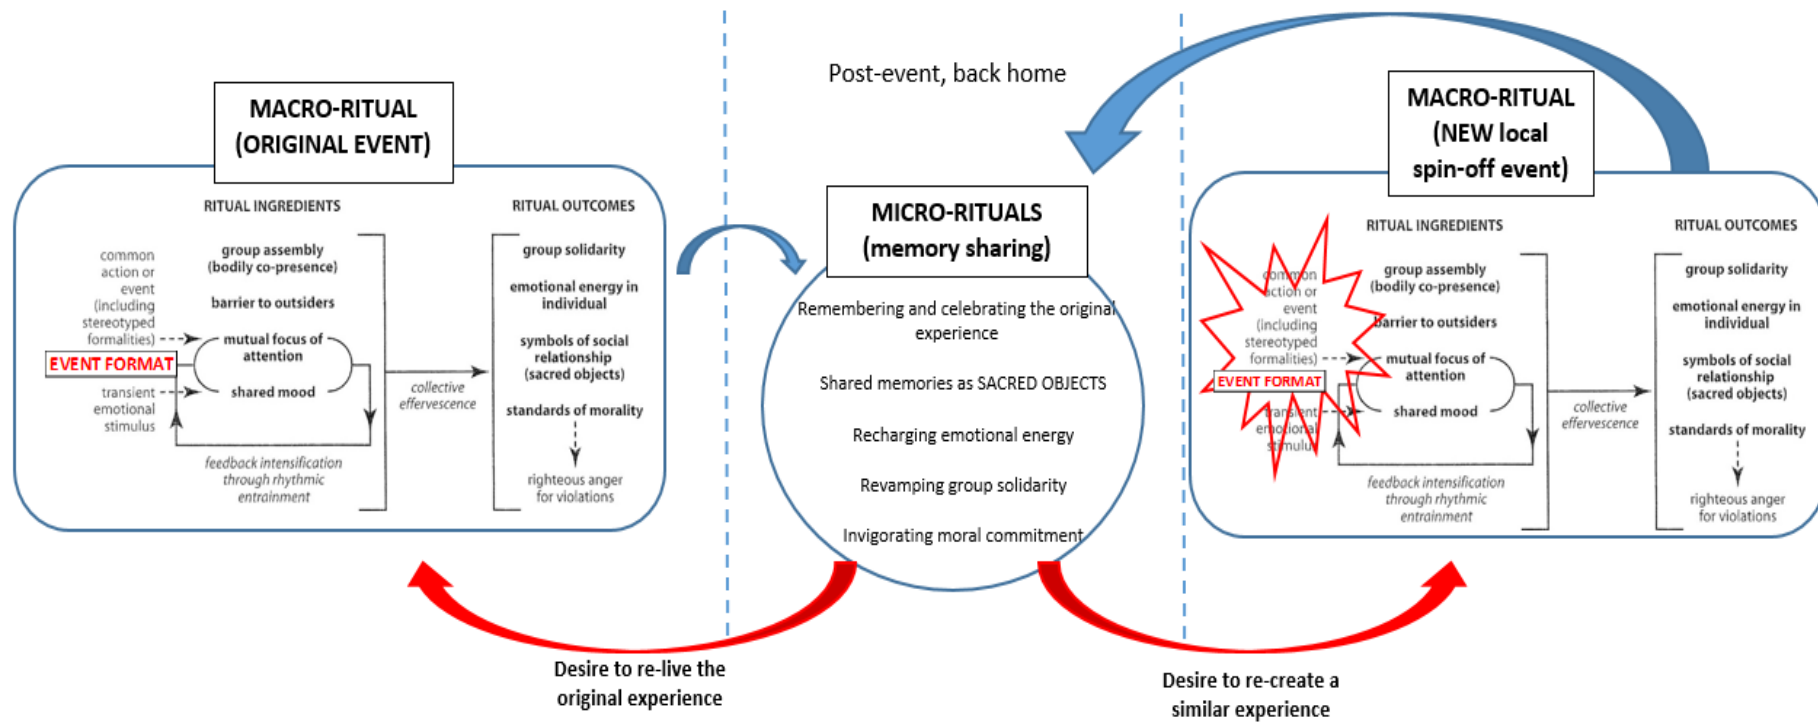 MACRO-RITUAL
(ORIGINAL EVENT)
RITUAL INGREDIENTS
group assembly
(bodily co-presence)
barrier to outsiders
common
action or
event
(including
stereotyped
formalities)
EVENT FORMAT
transient
emotional
stimulus
mutual focus of
attention
shared mood
feedback intensification
through rhythmic
entrainment
collective
effervescence
RITUAL OUTCOMES
group solidarity
emotional energy in
individual
symbols of social
relationship
(sacred objects)
standards of morality
righteous anger
for violations
Post-event, back home
MICRO-RITUALS
(memory sharing)
Remembering and celebrating the original
experience
Shared memories as SACRED OBJECTS
Recharging emotional energy
Revamping group solidarity
Invigorating moral commitment
MACRO-RITUAL
(NEW local
spin-off event)
RITUAL INGREDIENTS
group assembly
(bodily co-presence)
barrier to outsiders
common
action or
event
(including
stereotyped
formalities)
EVENT FORMAT
transient
emotional
stimulus
mutual focus of
attention
shared mood
feedback intensification
through rhythmic
entrainment
collective
effervescence
RITUAL OUTCOMES
group solidarity
emotional energy in
individual
symbols of social
relationship
(sacred objects)
standards of morality
righteous anger
for violations
Desire to re-live the
original experience
Desire to re-create a
similar experience